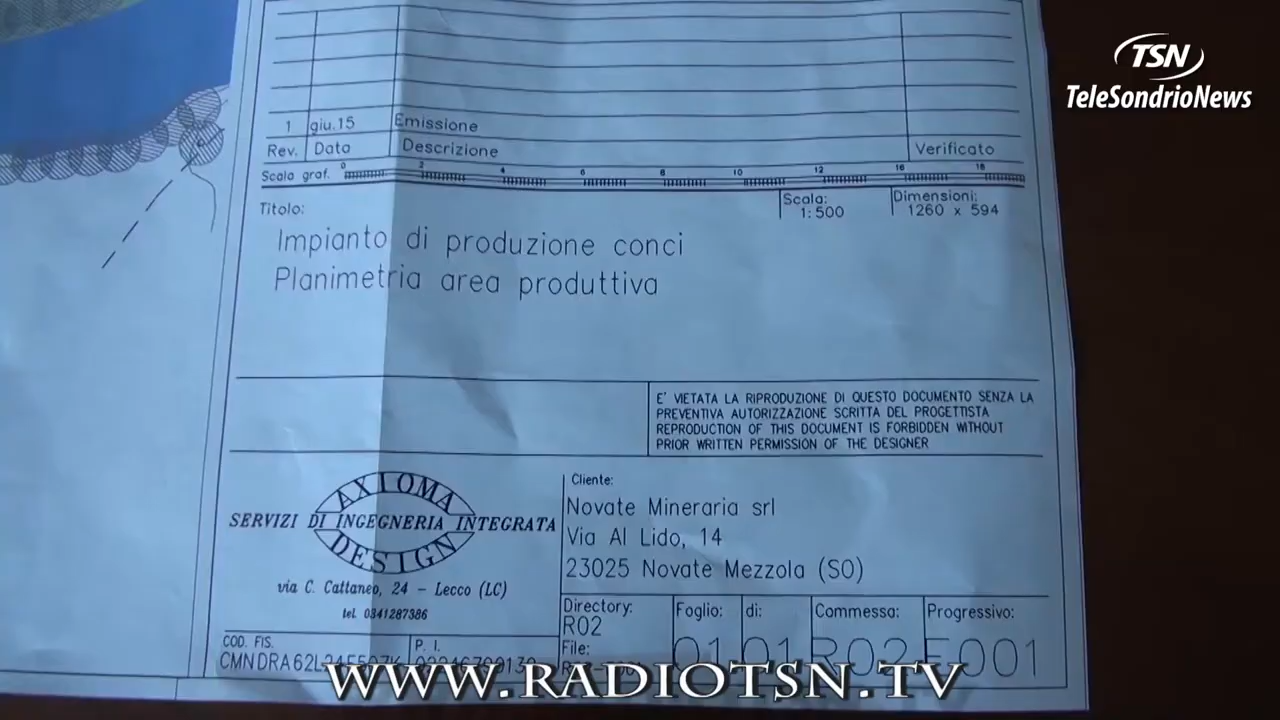 TSN
TeleSondrioNews
1 giu.15 Emissione
Rev. Data Descrizione Verificato
Scala graf. 0 2 4 6 8 10 12 16 18
Titolo:
Scala: 1:500
Dimensioni: 1260 x 594
Impianto di produzione conci
Planimetria area produttiva
E' VIETATA LA RIPRODUZIONE DI QUESTO DOCUMENTO SENZA LA
PREVENTIVA AUTORIZZAZIONE SCRITTA DEL PROGETTISTA
REPRODUCTION OF THIS DOCUMENT IS FORBIDDEN WITHOUT
PRIOR WRITTEN PERMISSION OF THE DESIGNER
AXIOMA
SERVIZI DI INGEGNERIA INTEGRATA
DESIGN
via C. Cattaneo, 24 - Lecco (LC)
tel. 0341287386
COD. FIS.
P. I.
Cliente:
Novate Mineraria srl
Via Al Lido, 14
23025 Novate Mezzola (SO)
Directory: Foglio: di: Commessa: Progressivo:
R02 01 01 R02 E001
File:
WWW.RADIOTSN.TV